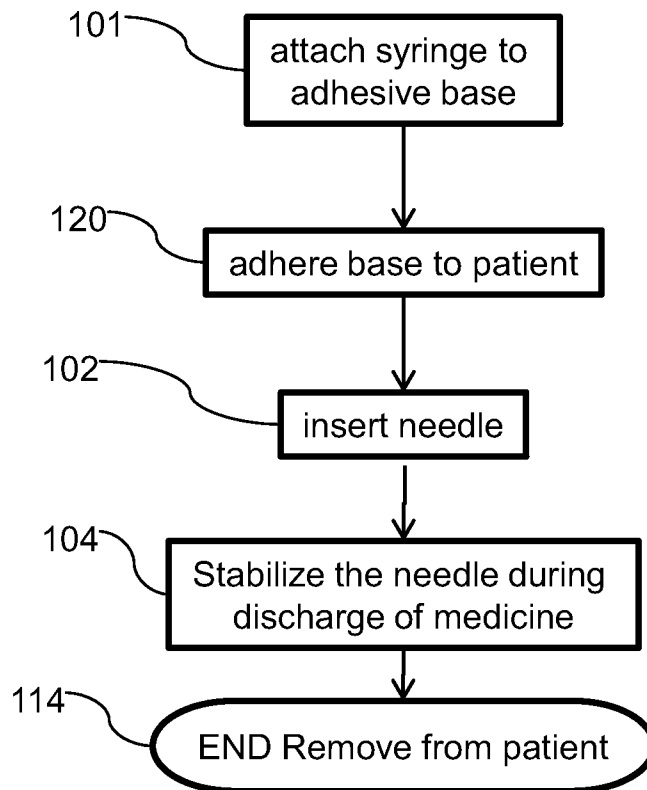 101
attach syringe to
adhesive base
120
adhere base to patient
102
insert needle
104
Stabilize the needle during
discharge of medicine
114
END Remove from patient